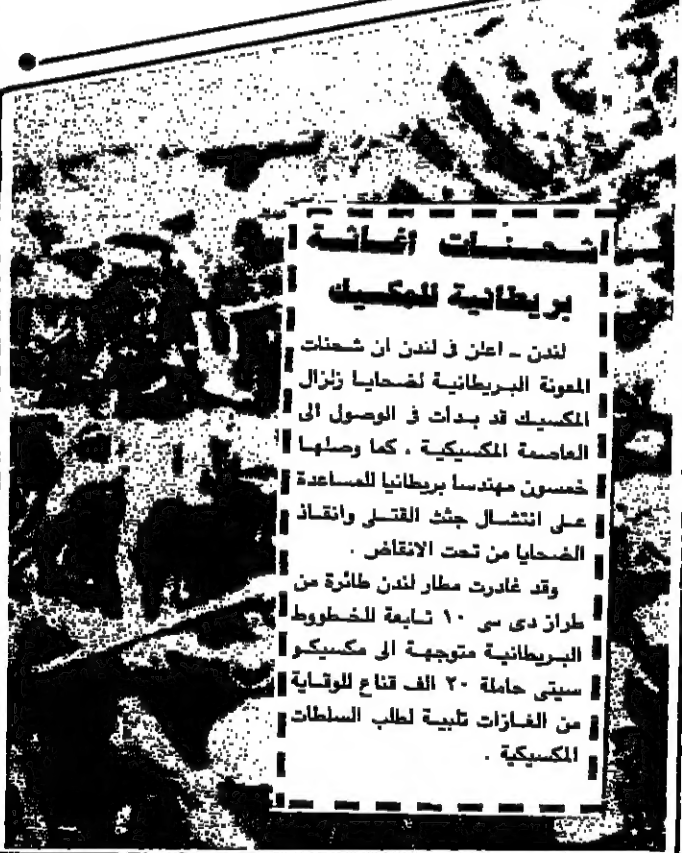 شحنات اغاثة
بريطانية للمكسيك
لندن ـ اعلن فى لندن ان شحنات
المعونة البريطانية لضحايا زلزال
المكسيك قد بدأت فى الوصول الى
العاصمة المكسيكية ، كما وصلها
خمسون مهندسا بريطانيا للمساعدة
على انتشال جثث القتلى وانقاذ
الضحايا من تحت الانقاض .
وقد غادرت مطار لندن طائرة من
طراز دى سى ١٠ تابعة للخطوط
البريطانية متوجهة الى مكسيكو
سيتى حاملة ٢٠ الف قناع للوقاية
من الغازات تلبية لطلب السلطات
المكسيكية .